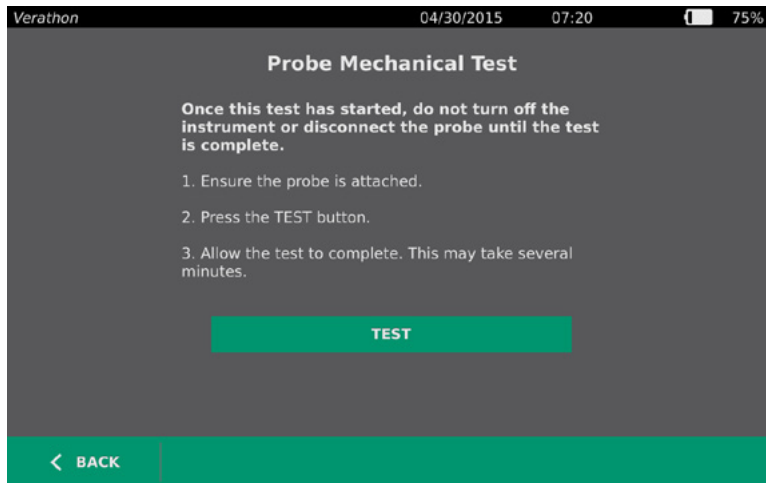 Verathon 04/30/2015 07:20 75%
Probe Mechanical Test
Once this test has started, do not turn off the
instrument or disconnect the probe until the test
is complete.
1. Ensure the probe is attached.
2. Press the TEST button.
3. Allow the test to complete. This may take several
minutes.
TEST
BACK